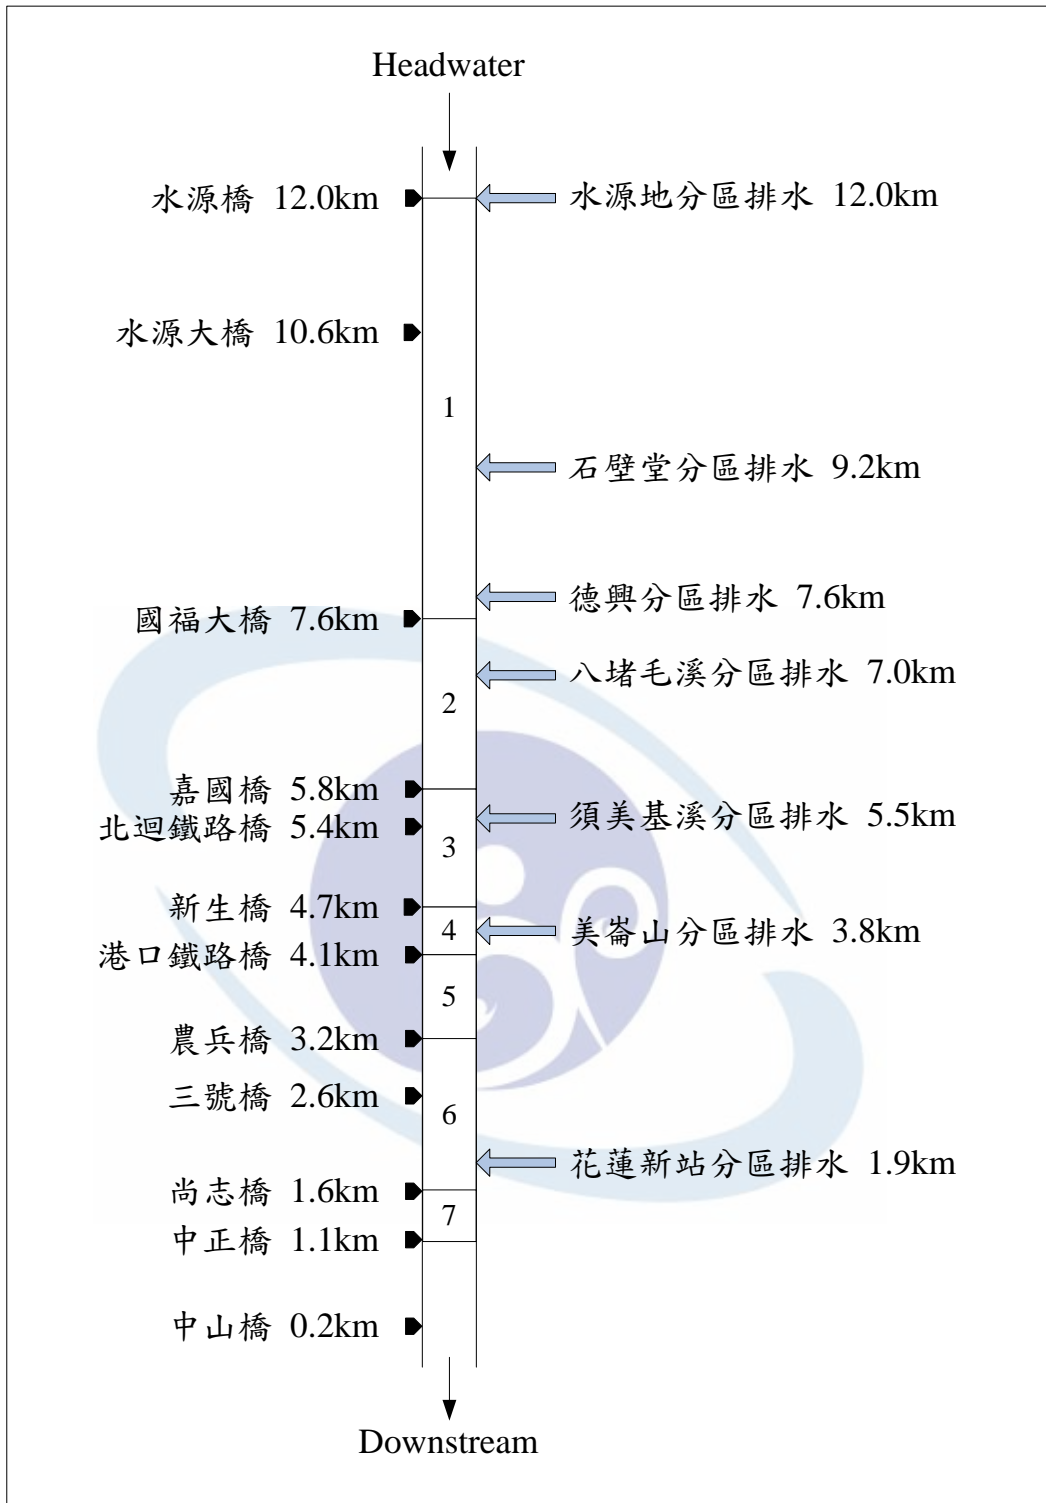 Headwater
水源橋 12.0km
水源地分區排水 12.0km
水源大橋 10.6km
1
石壁堂分區排水 9.2km
德興分區排水 7.6km
國福大橋 7.6km
八堵毛溪分區排水 7.0km
2
嘉國橋 5.8km
須美基溪分區排水 5.5km
北迴鐵路橋 5.4km
3
新生橋 4.7km
4
美崙山分區排水 3.8km
港口鐵路橋 4.1km
5
農兵橋 3.2km
三號橋 2.6km
6
花蓮新站分區排水 1.9km
尚志橋 1.6km
7
中正橋 1.1km
中山橋 0.2km
Downstream